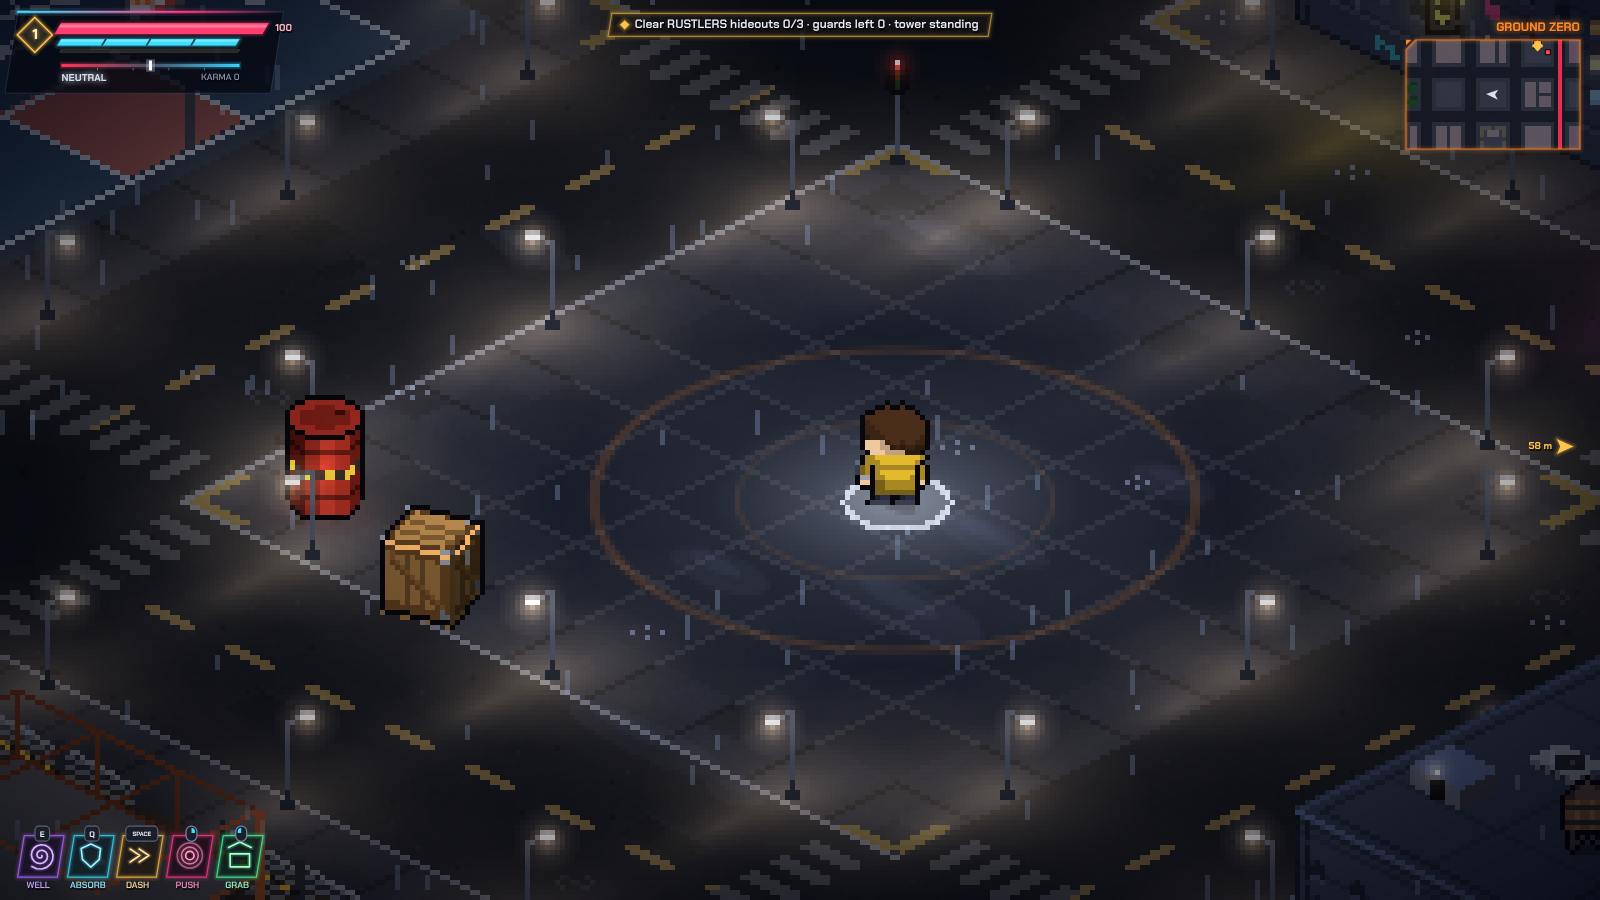 1
100
NEUTRAL
KARMA 0
Clear RUSTLERS hideouts 0/3 · guards left 0 · tower standing
GROUND ZERO
58 m
E
Q
SPACE
WELL
ABSORB
DASH
PUSH
GRAB